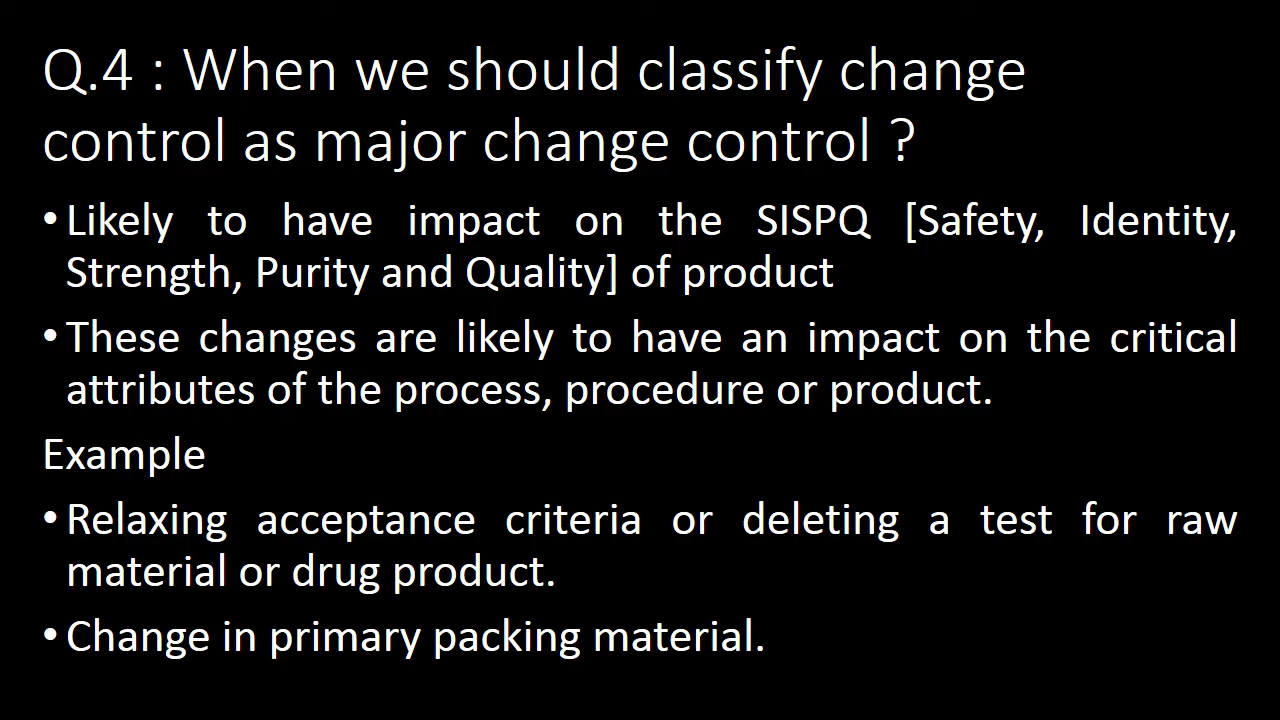 Q.4 : When we should classify change
control as major change control ?
• Likely to have impact on the SISPQ [Safety, Identity,
Strength, Purity and Quality] of product
• These changes are likely to have an impact on the critical
attributes of the process, procedure or product.
Example
• Relaxing acceptance criteria or deleting a test for raw
material or drug product.
• Change in primary packing material.